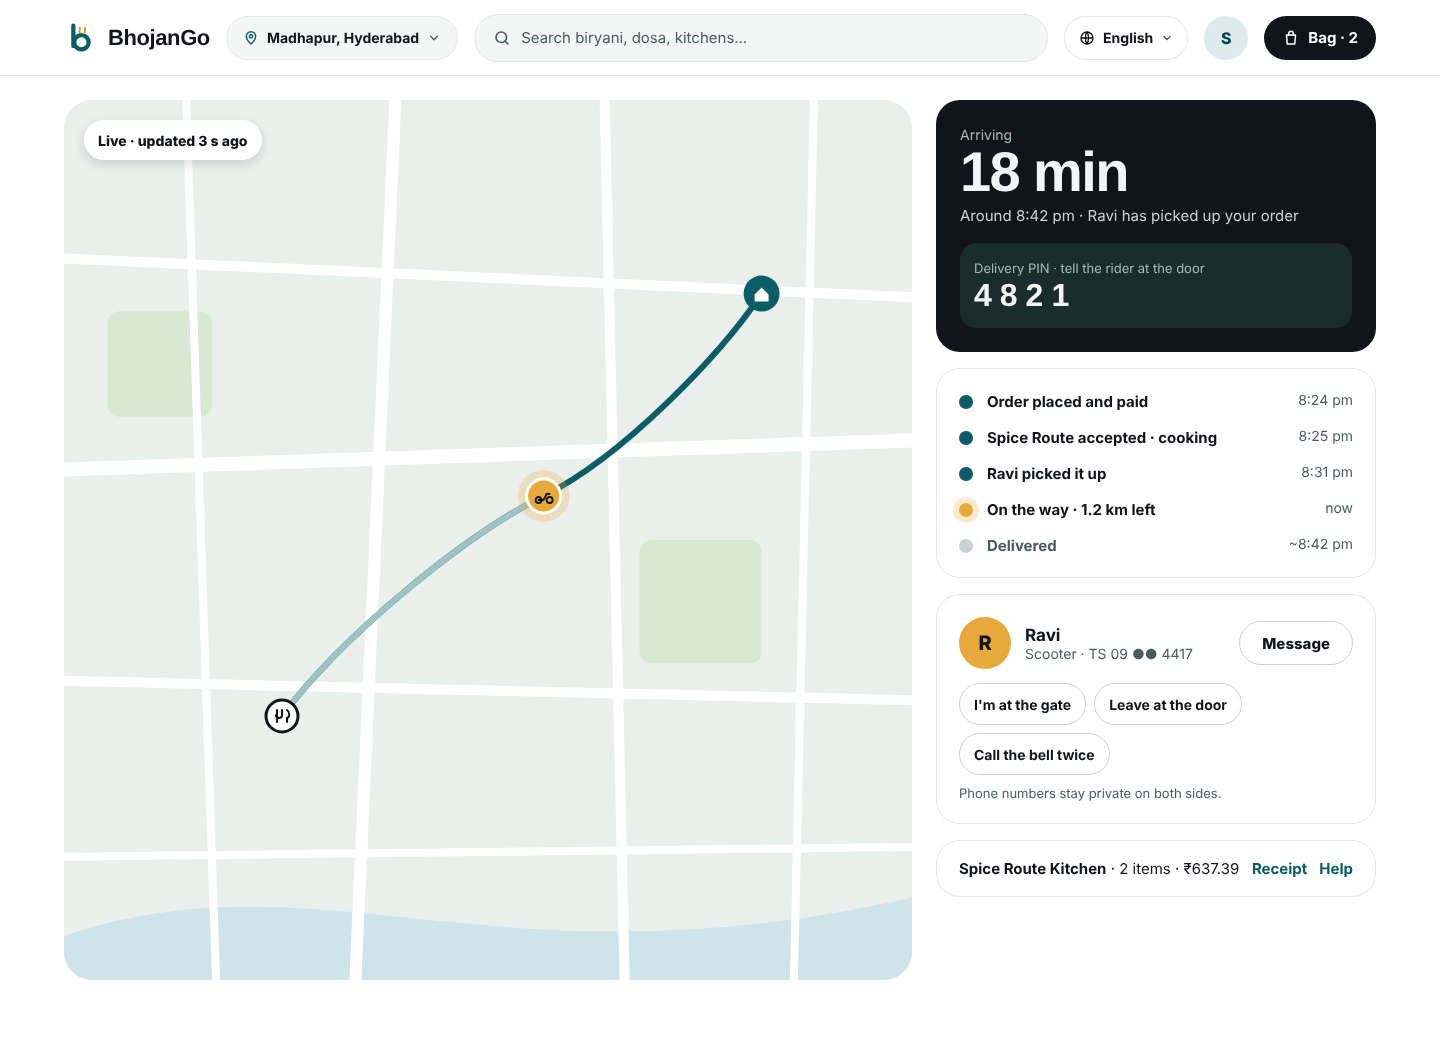 BhojanGo
Madhapur, Hyderabad
Search biryani, dosa, kitchens...
English
S
Bag · 2
Live · updated 3 s ago
Arriving
18 min
Around 8:42 pm · Ravi has picked up your order
Delivery PIN · tell the rider at the door
4821
Order placed and paid 8:24 pm
Spice Route accepted · cooking 8:25 pm
Ravi picked it up 8:31 pm
On the way · 1.2 km left now
Delivered ~8:42 pm
R
Ravi
Scooter · TS 09 ●● 4417
Message
I'm at the gate
Leave at the door
Call the bell twice
Phone numbers stay private on both sides.
Spice Route Kitchen · 2 items · ₹637.39 Receipt Help